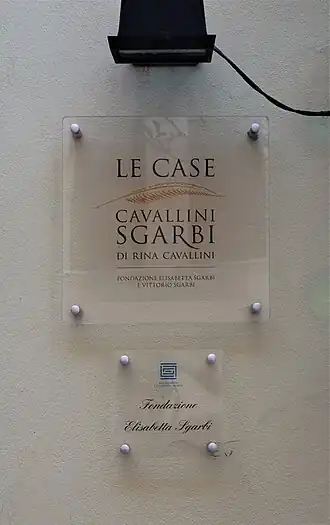 LE CASE
CAVALLINI
SGARBI
DI RINA CAVALLINI
FONDAZIONE ELISABETTA SGARBI
E VITTORIO SGARBI
Fondazione
Elisabetta Sgarbi